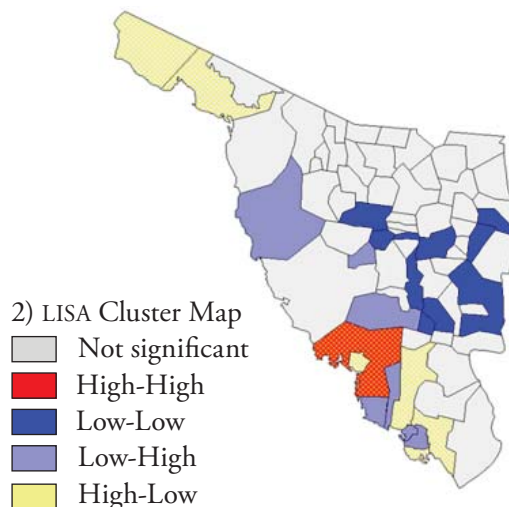 2) LISA Cluster Map
Not significant
High-High
Low-Low
Low-High
High-Low